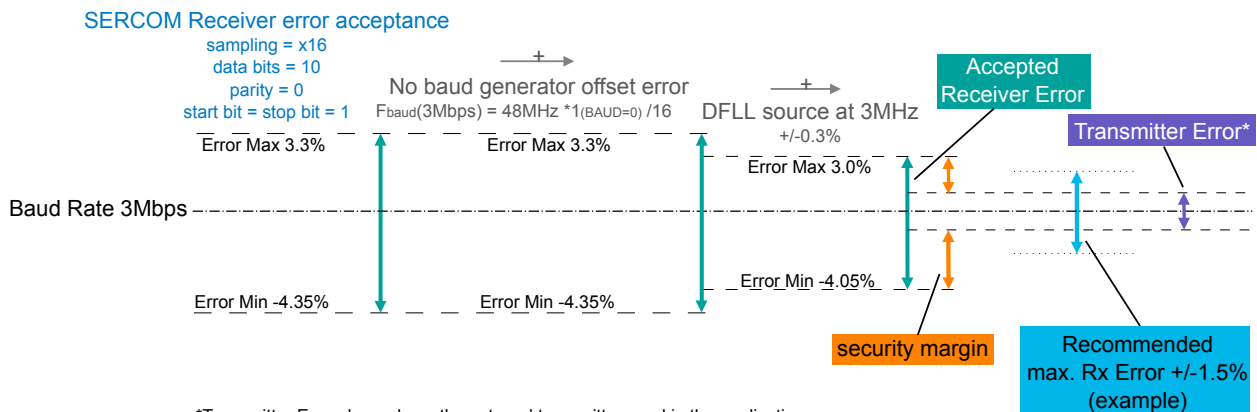 SERCOM Receiver error acceptance
sampling = x16
data bits = 10
parity = 0
start bit = stop bit = 1
+
No baud generator offset error
Fbaud(3Mbps) = 48MHz *1(BAUD=0) /16
+
DFLL source at 3MHz
+/-0.3%
Accepted
Receiver Error
Transmitter Error*
Error Max 3.3%
Error Max 3.3%
Error Max 3.0%
Baud Rate 3Mbps
Error Min -4.35%
Error Min -4.35%
Error Min -4.05%
security margin
Recommended
max. Rx Error +/-1.5%
(example)